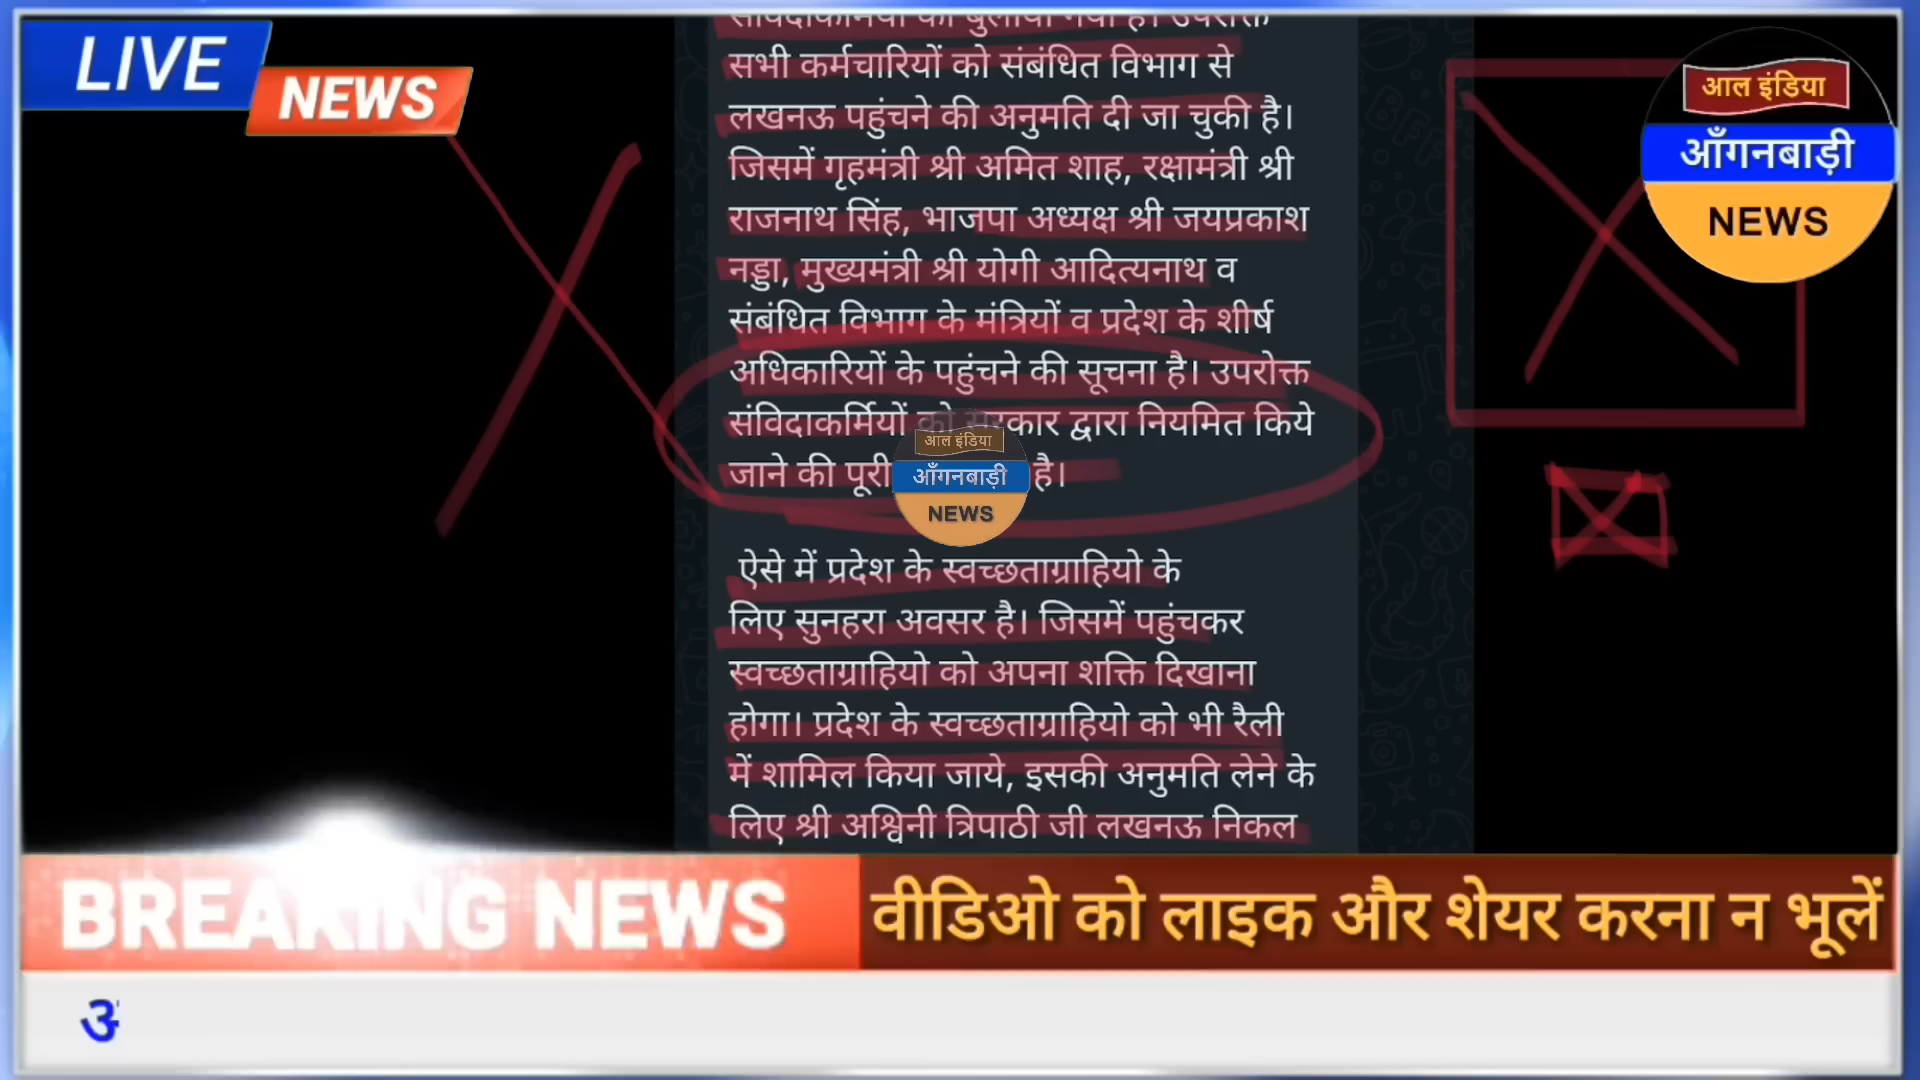 LIVE
NEWS
आल इंडिया
आँगनबाड़ी
NEWS
सभी कर्मचारियों को संबंधित विभाग से
लखनऊ पहुंचने की अनुमति दी जा चुकी है।
जिसमें गृहमंत्री श्री अमित शाह, रक्षामंत्री श्री
राजनाथ सिंह, भाजपा अध्यक्ष श्री जयप्रकाश
नड्डा, मुख्यमंत्री श्री योगी आदित्यनाथ व
संबंधित विभाग के मंत्रियों व प्रदेश के शीर्ष
अधिकारियों के पहुंचने की सूचना है। उपरोक्त
संविदाकर्मियों को सरकार द्वारा नियमित किये
जाने की पूरी है।
आल इंडिया
आँगनबाड़ी
NEWS
ऐसे में प्रदेश के स्वच्छताग्राहियो के
लिए सुनहरा अवसर है। जिसमें पहुंचकर
स्वच्छताग्राहियो को अपना शक्ति दिखाना
होगा। प्रदेश के स्वच्छताग्राहियो को भी रैली
में शामिल किया जाये, इसकी अनुमति लेने के
लिए श्री अश्विनी त्रिपाठी जी लखनऊ निकल
BREAKING NEWS
वीडिओ को लाइक और शेयर करना न भूलें